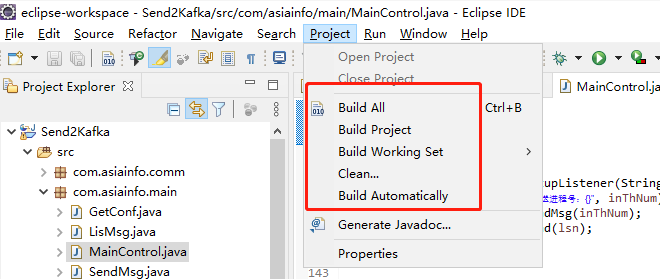 eclipse-workspace - Send2Kafka/src/com/asiainfo/main/MainControl.java - Eclipse IDE
File Edit Source Refactor Navigate Search Project Run Window Help
Project Explorer
Send2Kafka
src
com.asiainfo.comm
com.asiainfo.main
GetConf.java
LisMsg.java
MainControl.java
SendMsg.java
Open Project
Close Project
Build All Ctrl+B
Build Project
Build Working Set
Clean...
Build Automatically
Generate Javadoc...
Properties
MainControl.java
upListener(String
进程号：{}", inThNum)
dMsg(inThNum);
d(lsn);
143